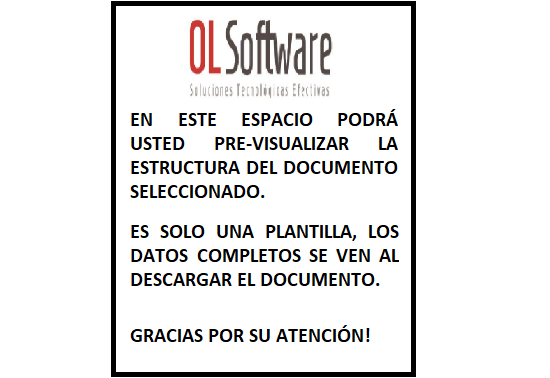 OLSoftware
Soluciones Tecnológicas Efectivas
EN ESTE ESPACIO PODRÁ
USTED PRE-VISUALIZAR LA
ESTRUCTURA DEL DOCUMENTO
SELECCIONADO.
ES SOLO UNA PLANTILLA, LOS
DATOS COMPLETOS SE VEN AL
DESCARGAR EL DOCUMENTO.
GRACIAS POR SU ATENCIÓN!